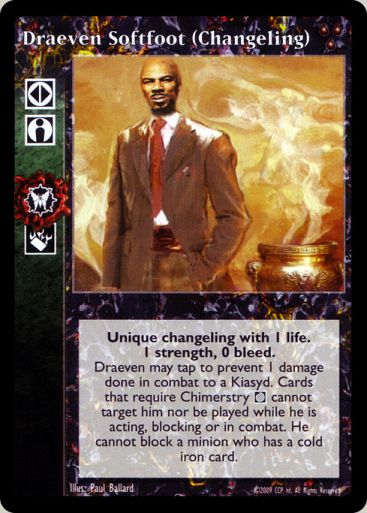 Draeven Softfoot (Changeling)
Unique changeling with 1 life.
1 strength, 0 bleed.
Draeven may tap to prevent 1 damage
done in combat to a Kiasyd. Cards
that require Chimerstry cannot
target him nor be played while he is
acting, blocking or in combat. He
cannot block a minion who has a cold
iron card.
Illus: Paul Ballard
©2009 CCP hf. All Rights Reserved